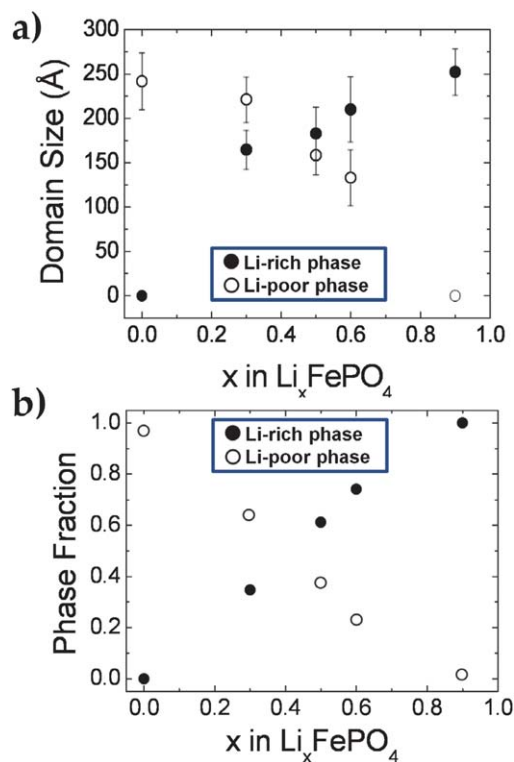 a)
300
250
200
150
100
50
0
Domain Size (Å)
Li-rich phase
Li-poor phase
0.0 0.2 0.4 0.6 0.8 1.0
x in LiₓFePO₄
b)
1.0
0.8
0.6
0.4
0.2
0.0
Phase Fraction
Li-rich phase
Li-poor phase
0.0 0.2 0.4 0.6 0.8 1.0
x in LiₓFePO₄